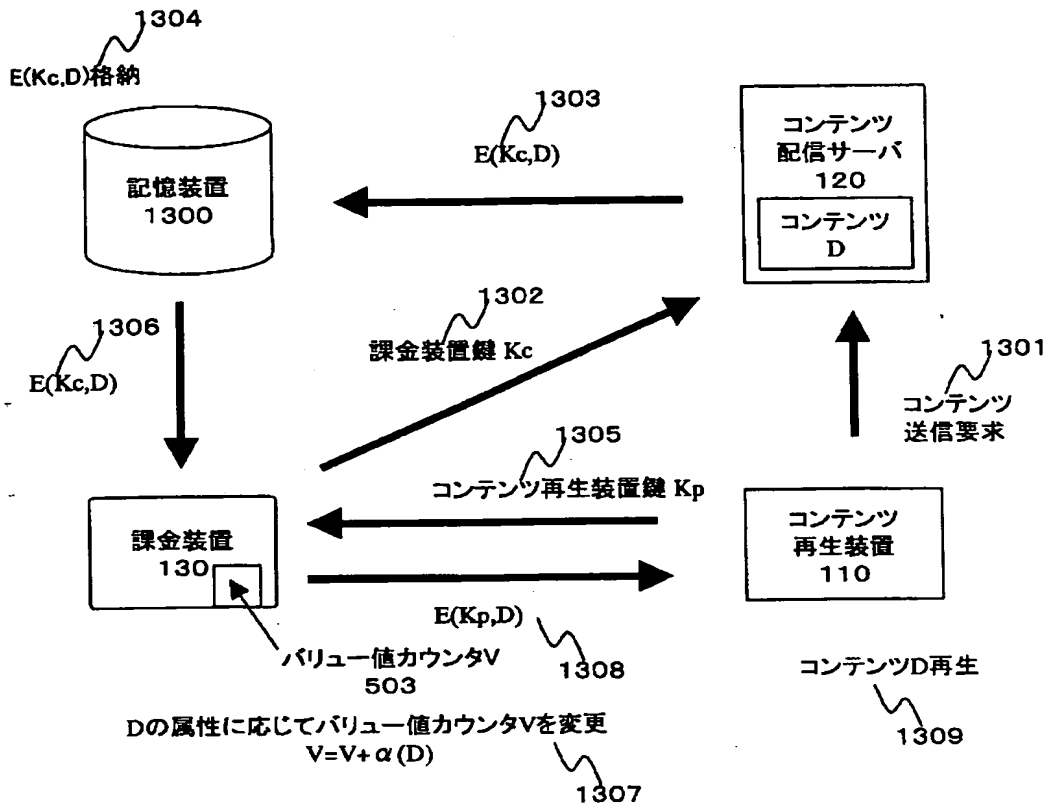 1304
E(Kc,D)格納
記憶装置
1300
1303
E(Kc,D)
コンテンツ
配信サーバ
120
コンテンツ
D
1306
E(Kc,D)
1302
課金装置鍵 Kc
1301
コンテンツ
送信要求
1305
コンテンツ再生装置鍵 Kp
課金装置
130
コンテンツ
再生装置
110
E(Kp,D)
1308
バリュー値カウンタV
503
コンテンツD再生
1309
Dの属性に応じてバリュー値カウンタVを変更
V=V+α(D)
1307